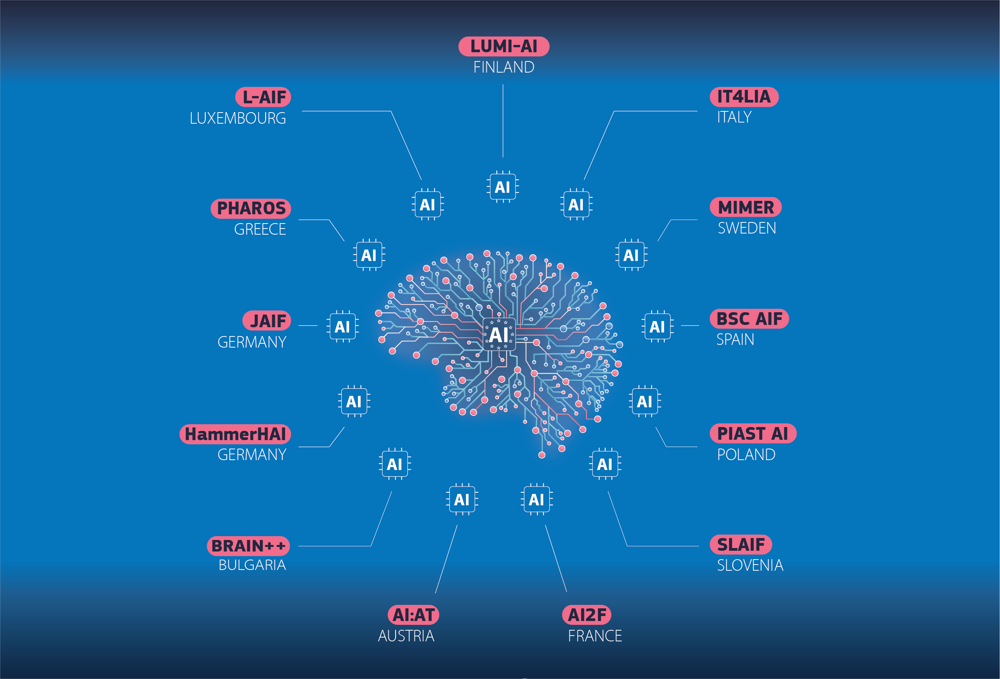 LUMI-AI
FINLAND
L-AIF
LUXEMBOURG
IT4LIA
ITALY
AI
AI
AI
PHAROS
GREECE
MIMER
SWEDEN
AI
AI
JAIF
GERMANY
AI
AI
AI
BSC AIF
SPAIN
AI
AI
HammerHAI
GERMANY
PIAST AI
POLAND
AI
AI
AI
AI
BRAIN++
BULGARIA
SLAIF
SLOVENIA
AI:AT
AUSTRIA
AI2F
FRANCE